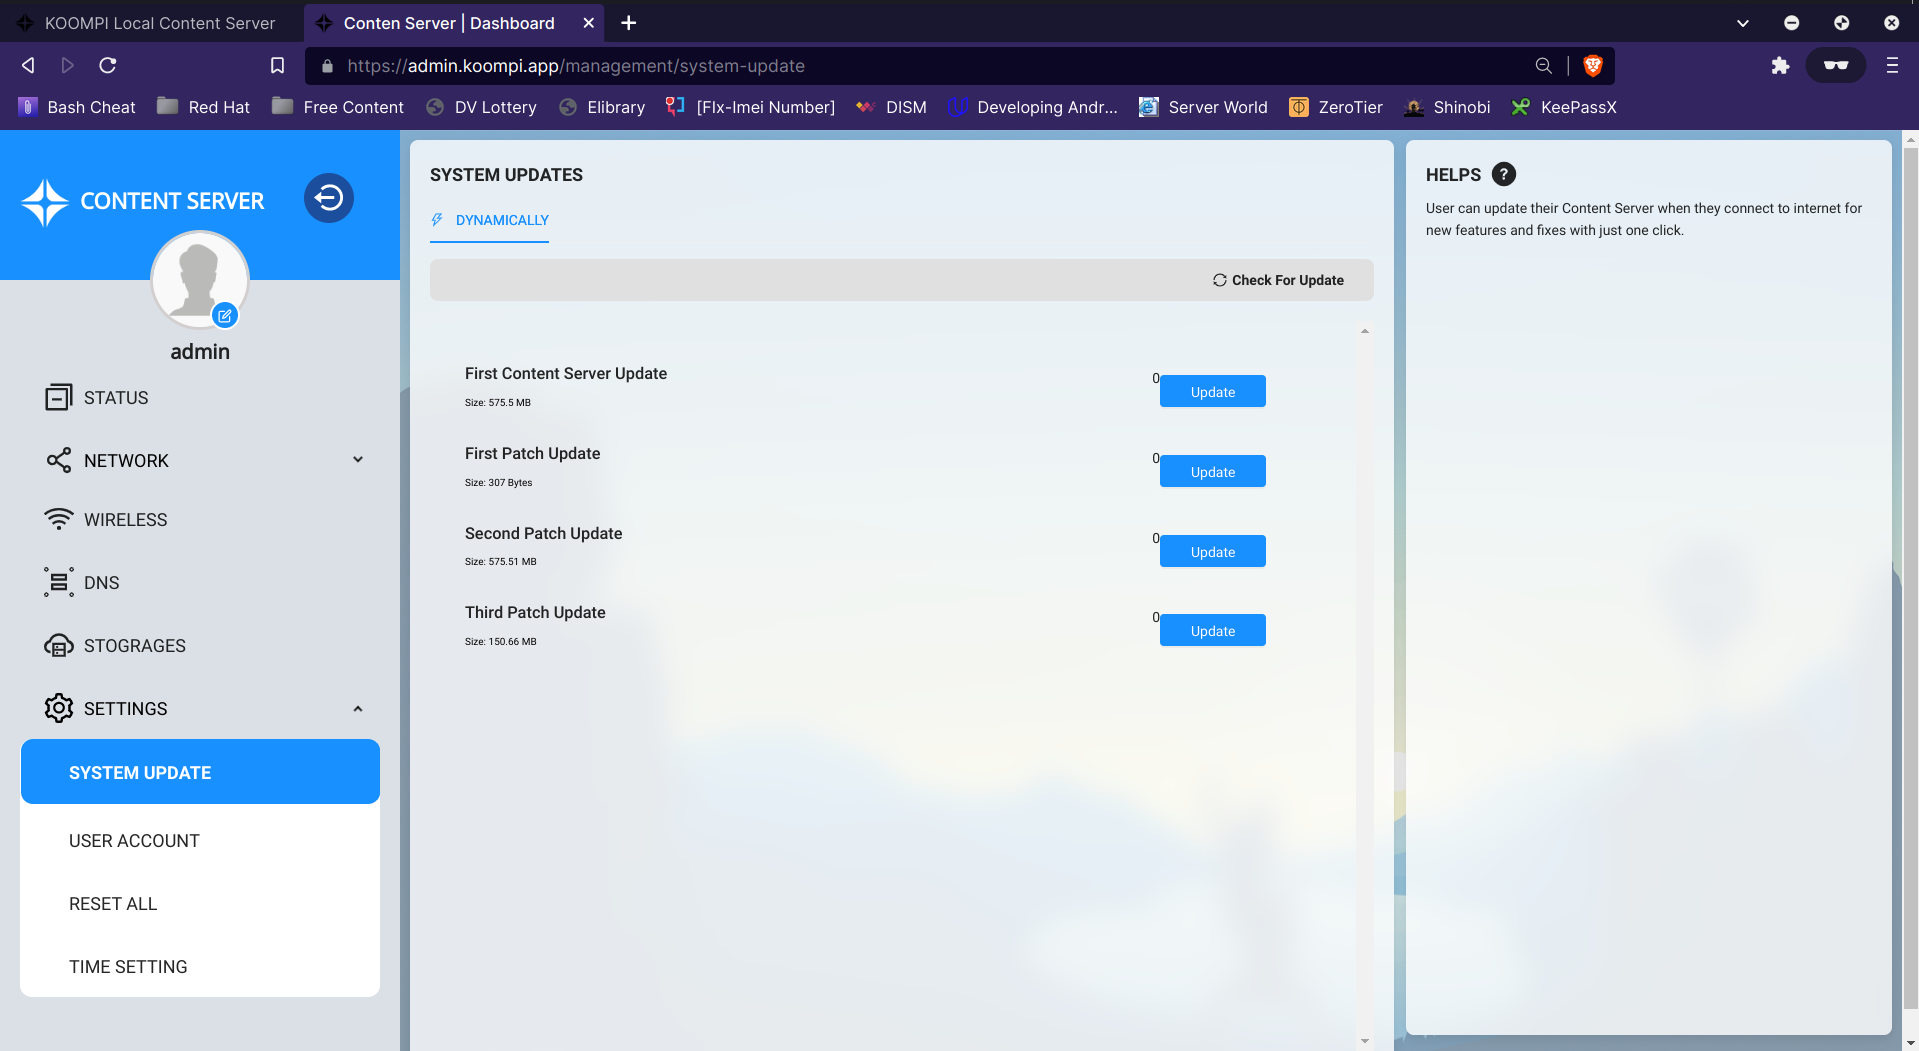 KOOMPI Local Content Server
Conten Server | Dashboard
https://admin.koompi.app/management/system-update
Bash Cheat
Red Hat
Free Content
DV Lottery
Elibrary
[FIx-Imei Number]
DISM
Developing Andr...
Server World
ZeroTier
Shinobi
KeePassX
CONTENT SERVER
admin
STATUS
NETWORK
WIRELESS
DNS
STOGRAGES
SETTINGS
SYSTEM UPDATE
USER ACCOUNT
RESET ALL
TIME SETTING
SYSTEM UPDATES
DYNAMICALLY
Check For Update
First Content Server Update
Size: 575.5 MB
0 Update
First Patch Update
Size: 307 Bytes
0 Update
Second Patch Update
Size: 575.51 MB
0 Update
Third Patch Update
Size: 150.66 MB
0 Update
HELPS ?
User can update their Content Server when they connect to internet for
new features and fixes with just one click.